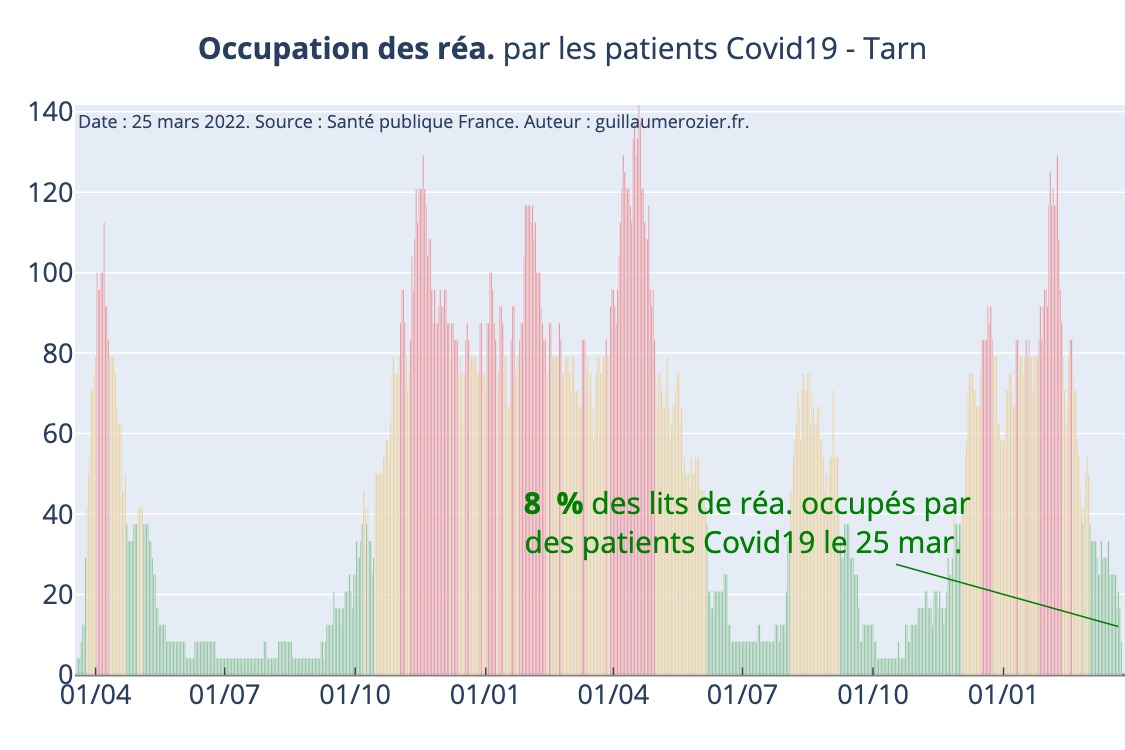 Occupation des réa. par les patients Covid19 - Tarn
140
Date : 25 mars 2022. Source : Santé publique France. Auteur : guillaumerozier.fr.
120
100
80
60
40
20
0
8 % des lits de réa. occupés par
des patients Covid19 le 25 mar.
01/04 01/07 01/10 01/01 01/04 01/07 01/10 01/01